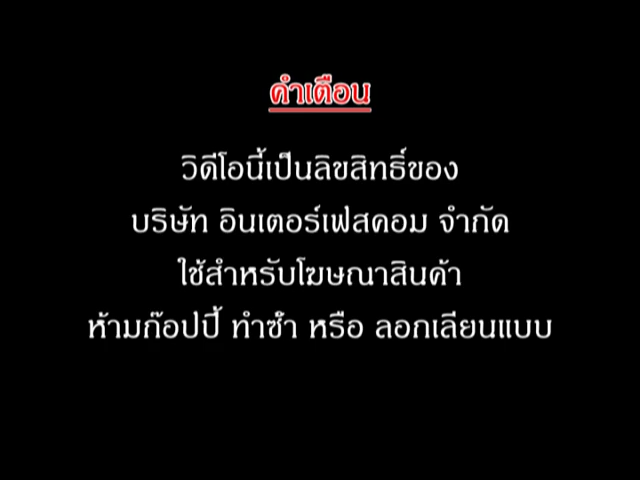 คำเตือน
วิดีโอนี้เป็นลิขสิทธิ์ของ
บริษัท อินเตอร์เฟสคอม จำกัด
ใช้สำหรับโฆษณาสินค้า
ห้ามก๊อปปี้ ทำซ้ำ หรือ ลอกเลียนแบบ